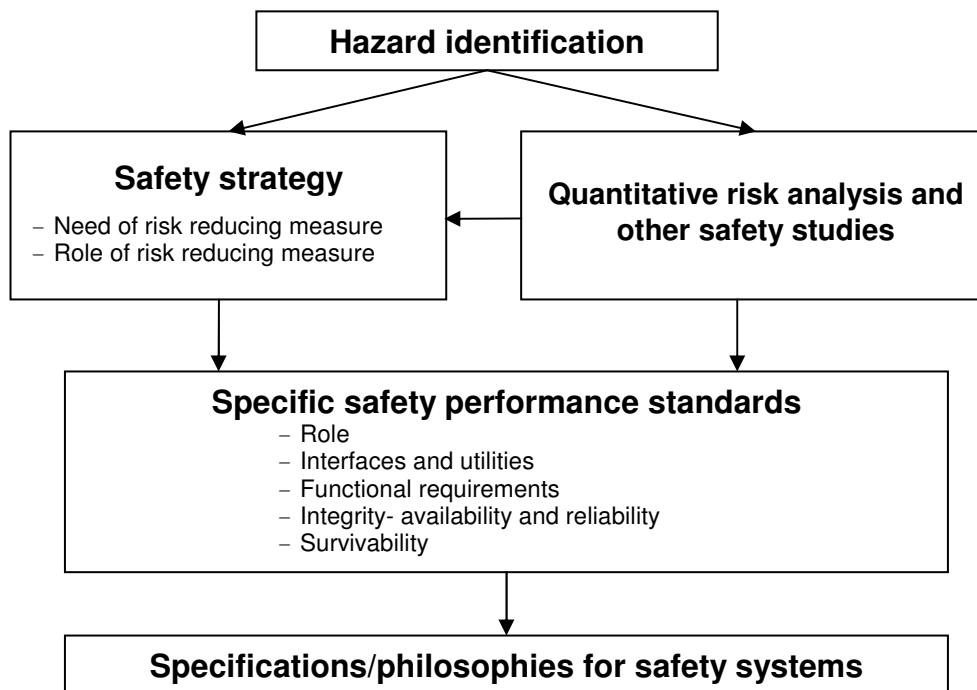 Hazard identification
Safety strategy
– Need of risk reducing measure
– Role of risk reducing measure
Quantitative risk analysis and
other safety studies
Specific safety performance standards
– Role
– Interfaces and utilities
– Functional requirements
– Integrity- availability and reliability
– Survivability
Specifications/philosophies for safety systems